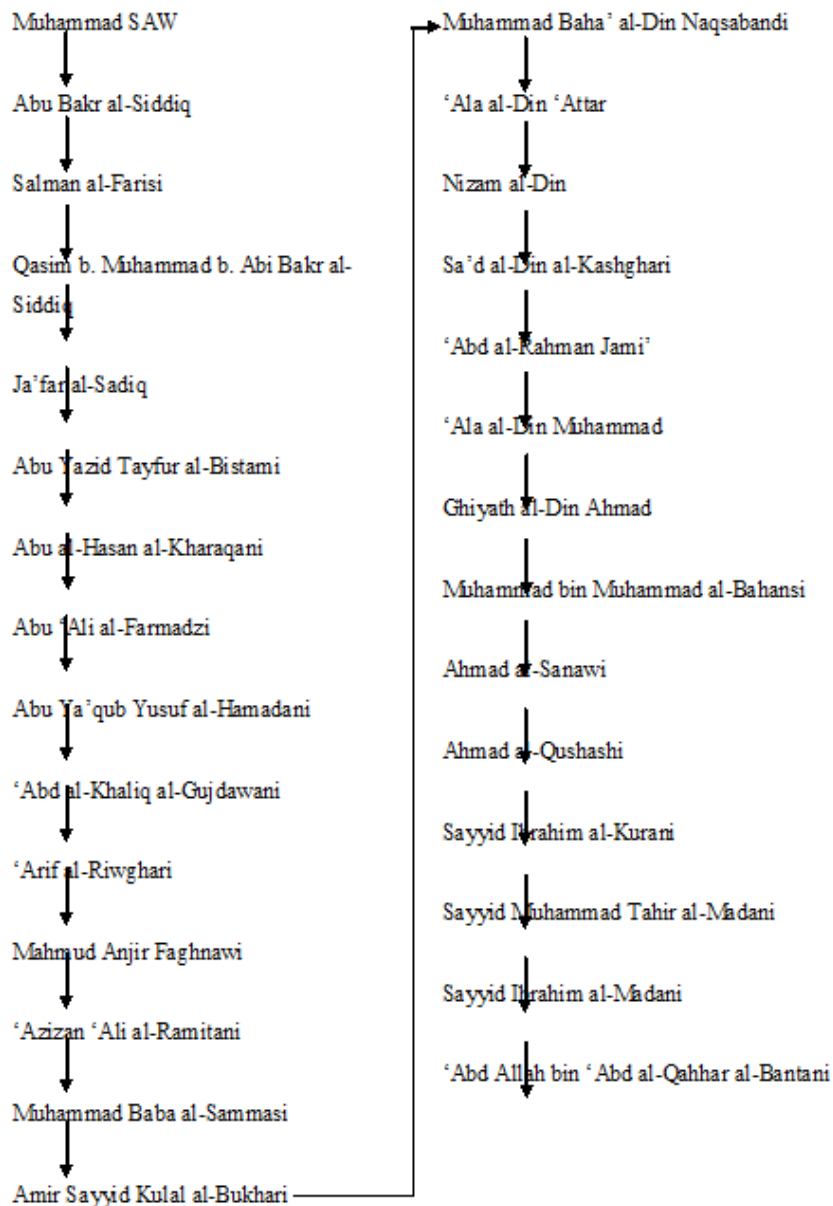 Muhammad SAW
Abu Bakr al-Siddiq
Salman al-Farisi
Qasim b. Muhammad b. Abi Bakr al-
Siddiq
Ja’far al-Sadiq
Abu Yazid Tayfur al-Bistami
Abu al-Hasan al-Kharaqani
Abu ‘Ali al-Farmadzi
Abu Ya’qub Yusuf al-Hamadani
‘Abd al-Khaliq al-Gujdawani
‘Arif al-Riwghari
Mahmud Anjir Faghnawi
‘Azizan ‘Ali al-Ramitani
Muhammad Baba al-Sammasi
Amir Sayyid Kulal al-Bukhari
Muhammad Baha’ al-Din Naqsabandi
‘Ala al-Din ‘Attar
Nizam al-Din
Sa’d al-Din al-Kashghari
‘Abd al-Rahman Jami’
‘Ala al-Din Muhammad
Ghiyath al-Din Ahmad
Muhammad bin Muhammad al-Bahansi
Ahmad al-Sanawi
Ahmad al-Qushashi
Sayyid Ibrahim al-Kurani
Sayyid Muhammad Tahir al-Madani
Sayyid Ibrahim al-Madani
‘Abd Allah bin ‘Abd al-Qahhar al-Bantani